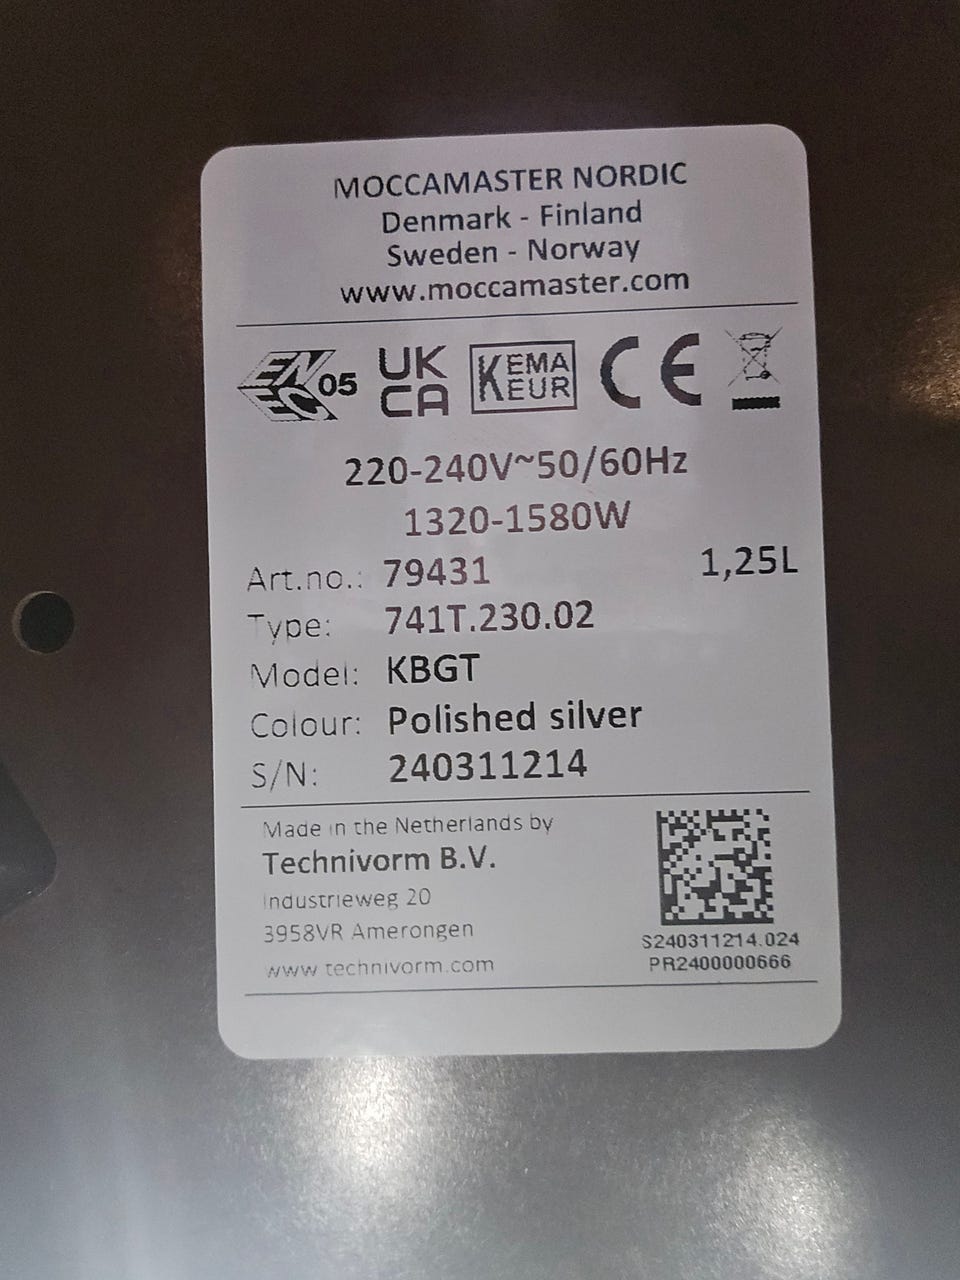 MOCCAMASTER NORDIC
Denmark - Finland
Sweden - Norway
www.moccamaster.com
ENEC 05 UK CA KEMA KEUR CE
220-240V~50/60Hz
1320-1580W
Art.no.: 79431 1,25L
Type: 741T.230.02
Model: KBGT
Colour: Polished silver
S/N: 240311214
Made in the Netherlands by
Technivorm B.V.
Industrieweg 20
3958VR Amerongen
www.technivorm.com
S240311214.024
PR2400000666